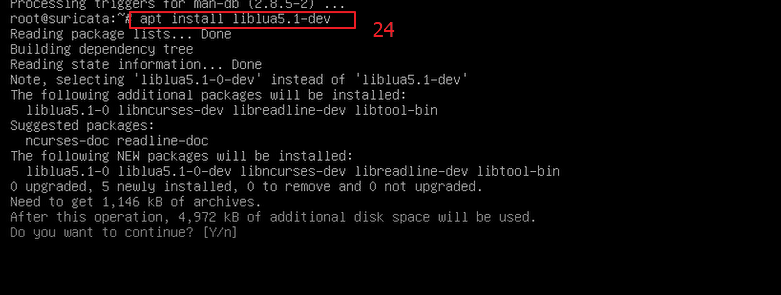 Processing triggers for man-db (2.8.5-2) ...
root@suricata:~# apt install liblua5.1-dev
24
Reading package lists... Done
Building dependency tree
Reading state information... Done
Note, selecting 'liblua5.1-0-dev' instead of 'liblua5.1-dev'
The following additional packages will be installed:
  liblua5.1-0 libncurses-dev libreadline-dev libtool-bin
Suggested packages:
  ncurses-doc readline-doc
The following NEW packages will be installed:
  liblua5.1-0 liblua5.1-0-dev libncurses-dev libreadline-dev libtool-bin
0 upgraded, 5 newly installed, 0 to remove and 0 not upgraded.
Need to get 1,146 kB of archives.
After this operation, 4,972 kB of additional disk space will be used.
Do you want to continue? [Y/n]